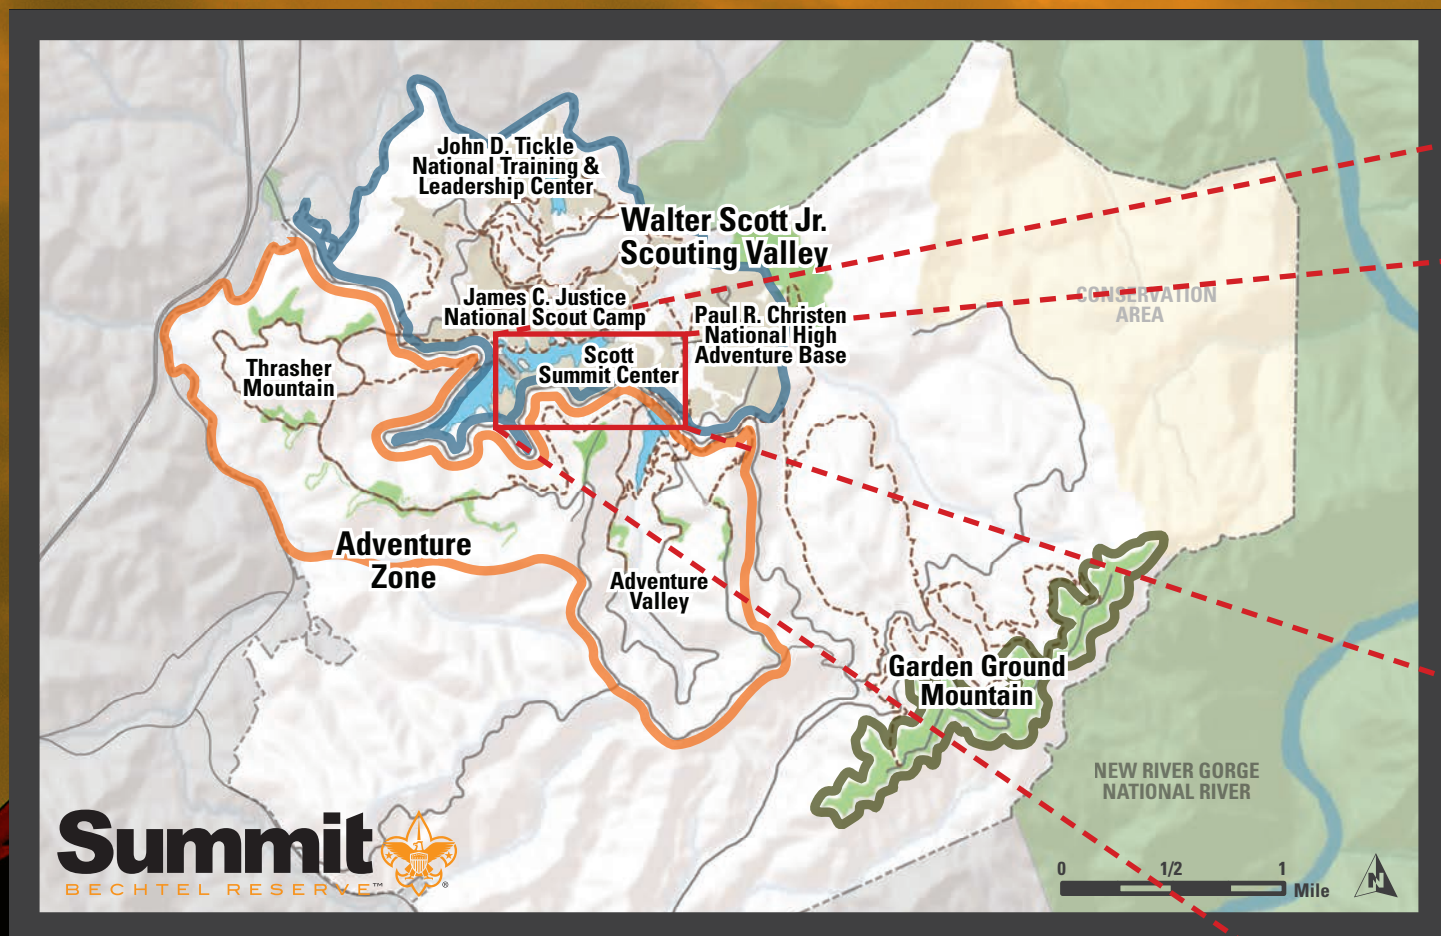 John D. Tickle
National Training &
Leadership Center
Walter Scott Jr.
Scouting Valley
James C. Justice
National Scout Camp
Paul R. Christen
National High
Adventure Base
CONSERVATION
AREA
Scott
Summit Center
Thrasher
Mountain
Adventure
Zone
Adventure
Valley
Garden Ground
Mountain
NEW RIVER GORGE
NATIONAL RIVER
Summit
BECHTEL RESERVE™
®
0 1/2 1
Mile
N